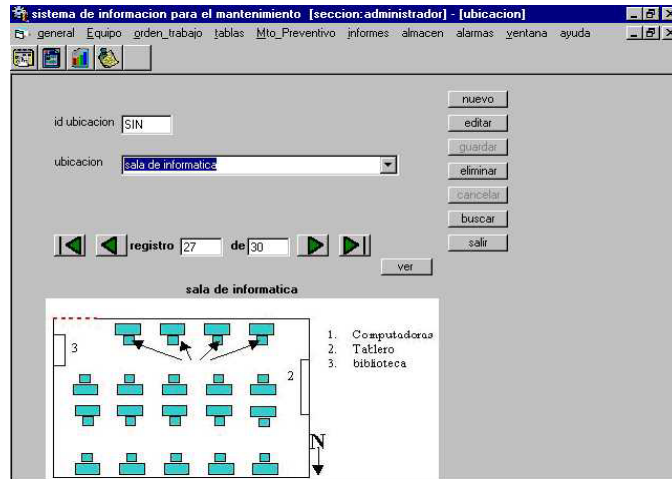 sistema de informacion para el mantenimiento [seccion:administrador] - [ubicacion]
general Equipo orden_trabajo tablas Mto_Preventivo informes almacen alarmas ventana ayuda
nuevo
id ubicacion SIN
editar
guardar
ubicacion sala de informatica
eliminar
cancelar
buscar
registro 27 de 30
salir
ver
sala de informatica
1. Computadoras
2. Tablero
3. biblioteca
3
2
N